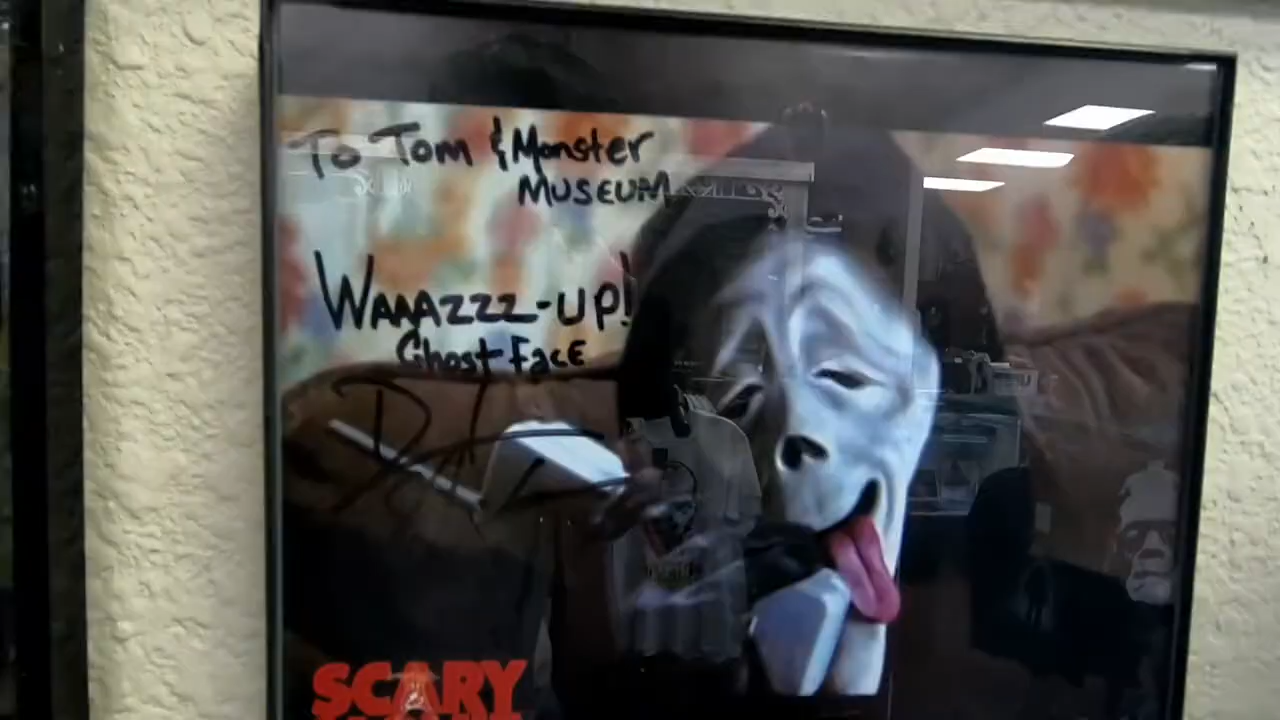 To Tom & Monster
MUSEUM
WAAAZZZ-UP!
Ghost FacE
SCARY